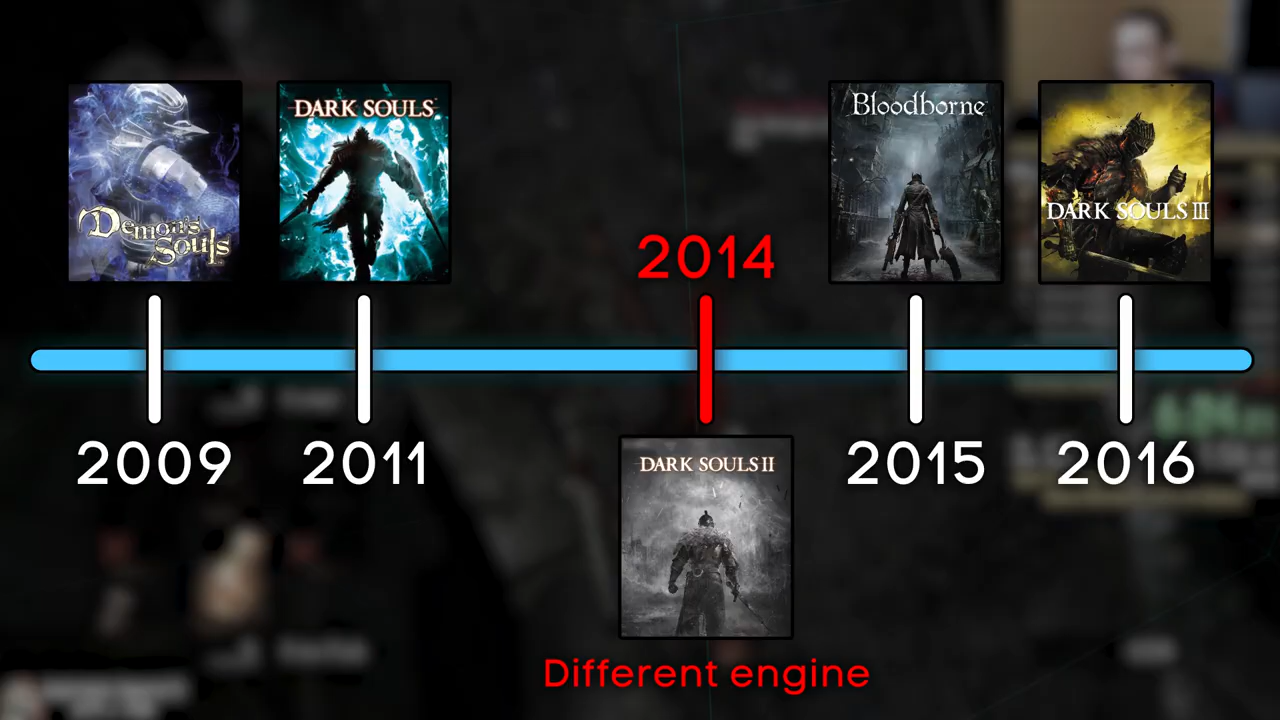 Demon's
Souls
DARK SOULS
Bloodborne
DARK SOULS III
2014
2009
2011
2015
2016
DARK SOULS II
Different engine